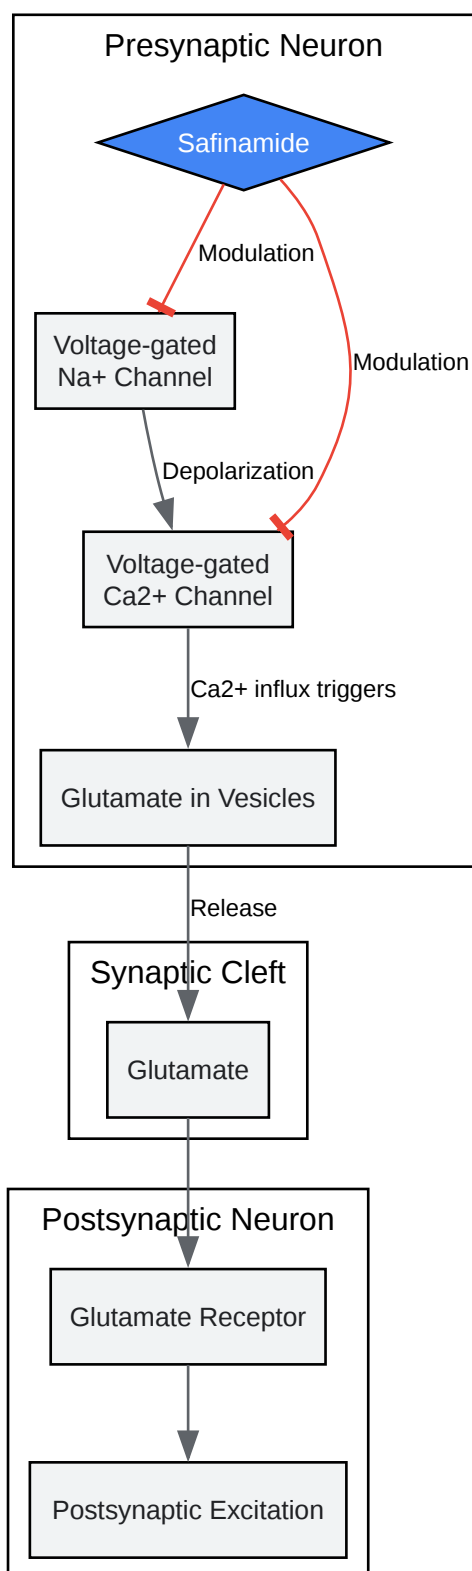 Presynaptic Neuron
Safinamide
Modulation
Voltage-gated
Na+ Channel
Modulation
Depolarization
Voltage-gated
Ca2+ Channel
Ca2+ influx triggers
Glutamate in Vesicles
Release
Synaptic Cleft
Glutamate
Postsynaptic Neuron
Glutamate Receptor
Postsynaptic Excitation